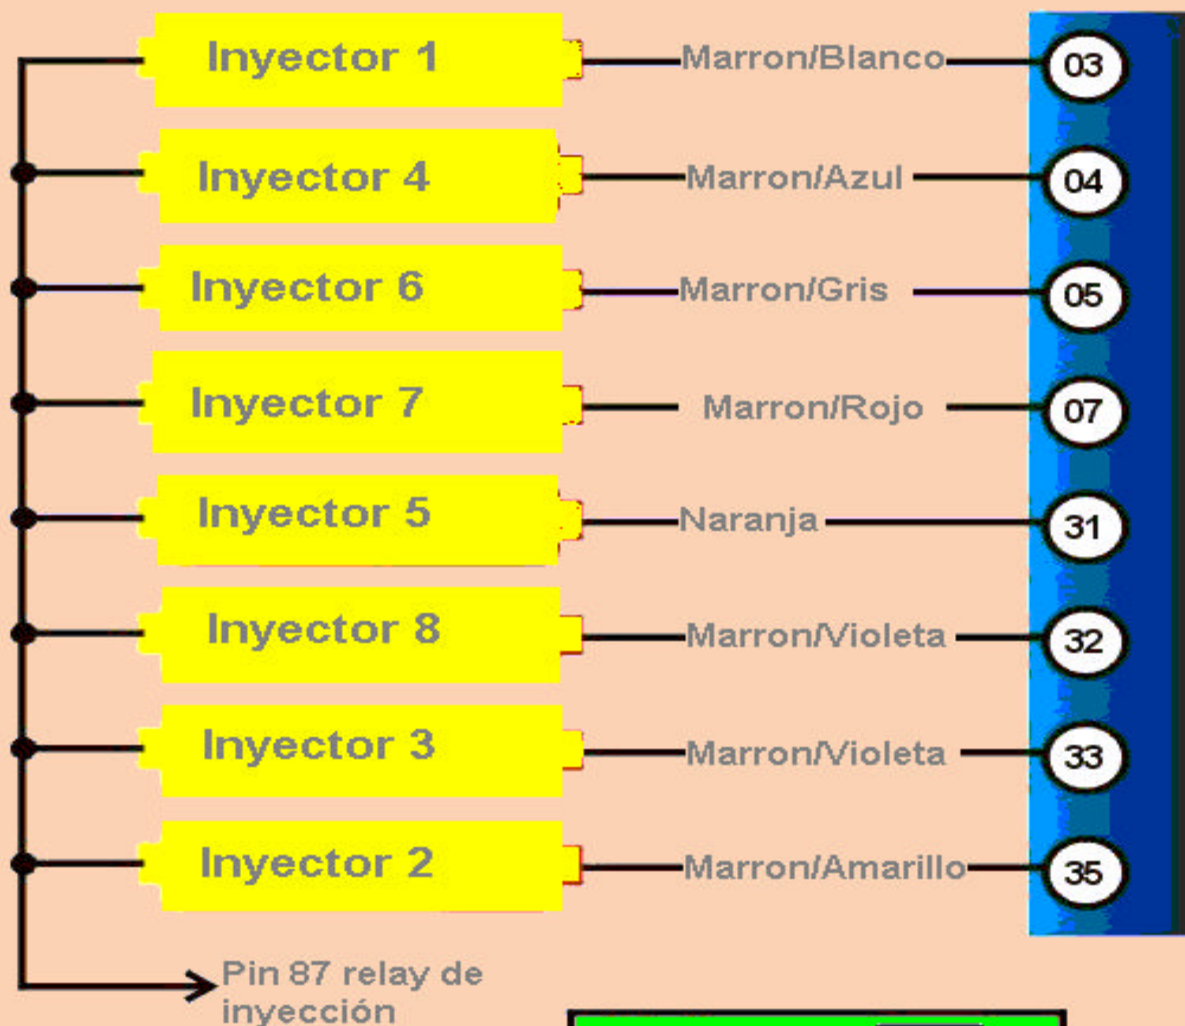 Inyector 1 Marron/Blanco 03
Inyector 4 Marron/Azul 04
Inyector 6 Marron/Gris 05
Inyector 7 Marron/Rojo 07
Inyector 5 Naranja 31
Inyector 8 Marron/Violeta 32
Inyector 3 Marron/Violeta 33
Inyector 2 Marron/Amarillo 35
Pin 87 relay de
inyección